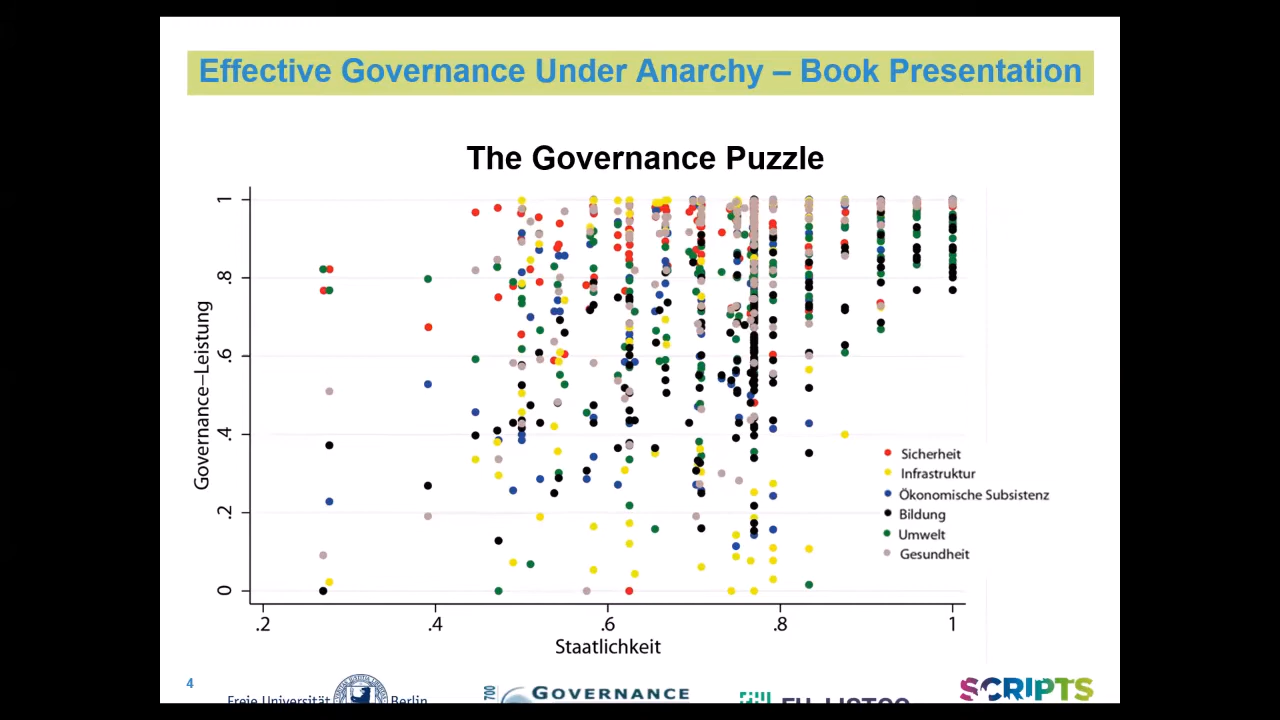 Effective Governance Under Anarchy – Book Presentation
The Governance Puzzle
Governance–Leistung
1
.8
.6
.4
.2
0
.2
.4
.6
.8
1
Staatlichkeit
Sicherheit
Infrastruktur
Ökonomische Subsistenz
Bildung
Umwelt
Gesundheit
4
Freie Universität Berlin
700
GOVERNANCE
SCRIPTS